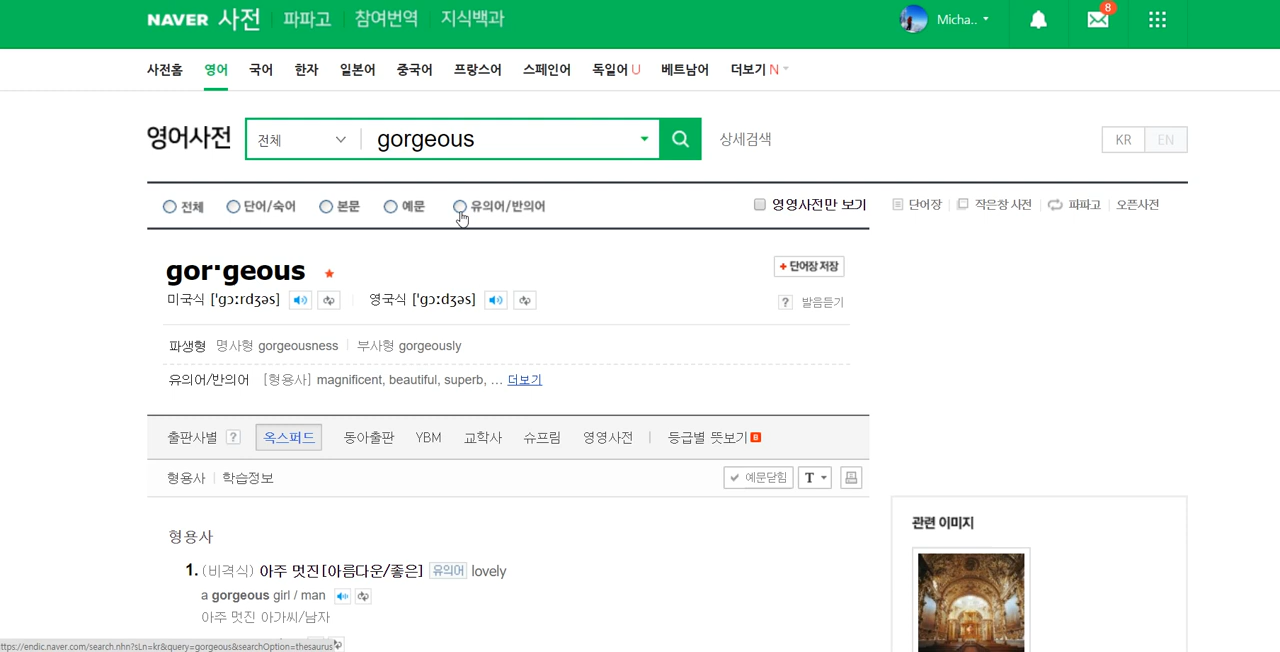 NAVER 사전 파파고 참여번역 지식백과 Micha.. 8
사전홈 영어 국어 한자 일본어 중국어 프랑스어 스페인어 독일어 U 베트남어 더보기 N
영어사전 전체 gorgeous 상세검색 KR EN
전체 단어/숙어 본문 예문 유의어/반의어 영영사전만 보기 단어장 작은창 사전 파파고 오픈사전
gor·geous + 단어장 저장
미국식 ['gɔːrdʒəs] 영국식 ['gɔːdʒəs] ? 발음듣기
파생형 명사형 gorgeousness 부사형 gorgeously
유의어/반의어 [형용사] magnificent, beautiful, superb, … 더보기
출판사별 ? 옥스퍼드 동아출판 YBM 교학사 슈프림 영영사전 등급별 뜻보기
형용사 학습정보 예문닫힘 T
관련 이미지
형용사
1. (비격식) 아주 멋진[아름다운/좋은] 유의어 lovely
a gorgeous girl / man
아주 멋진 아가씨/남자
ttps://endic.naver.com/search.nhn?sLn=kr&query=gorgeous&searchOption=thesaurus